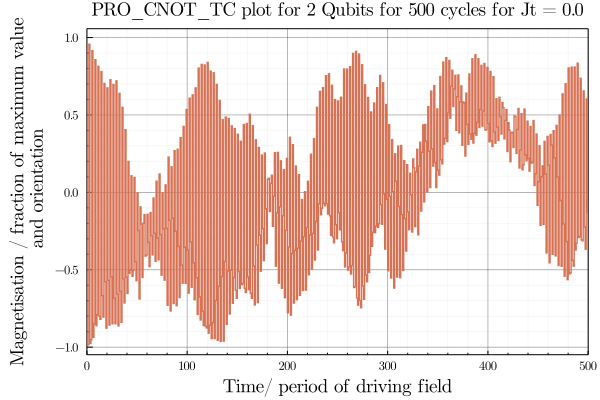 PRO_CNOT_TC plot for 2 Qubits for 500 cycles for Jt = 0.0
Magnetisation / fraction of maximum value
and orientation
1.0
0.5
0.0
−0.5
−1.0
0 100 200 300 400 500
Time/ period of driving field